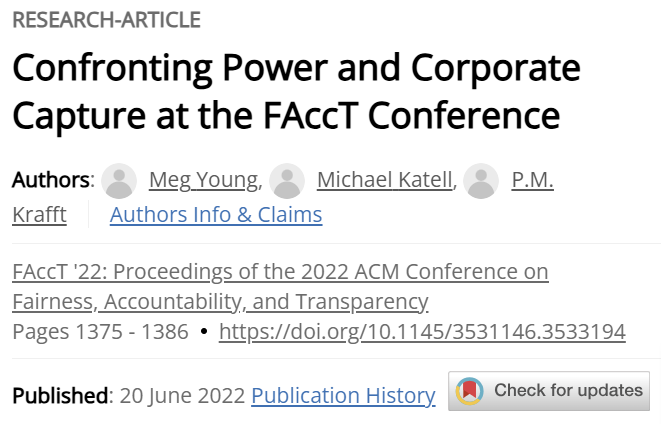 RESEARCH-ARTICLE
Confronting Power and Corporate
Capture at the FAccT Conference
Authors: Meg Young, Michael Katell, P.M.
Krafft Authors Info & Claims
FAccT '22: Proceedings of the 2022 ACM Conference on
Fairness, Accountability, and Transparency
Pages 1375 - 1386 • https://doi.org/10.1145/3531146.3533194
Published: 20 June 2022 Publication History Check for updates